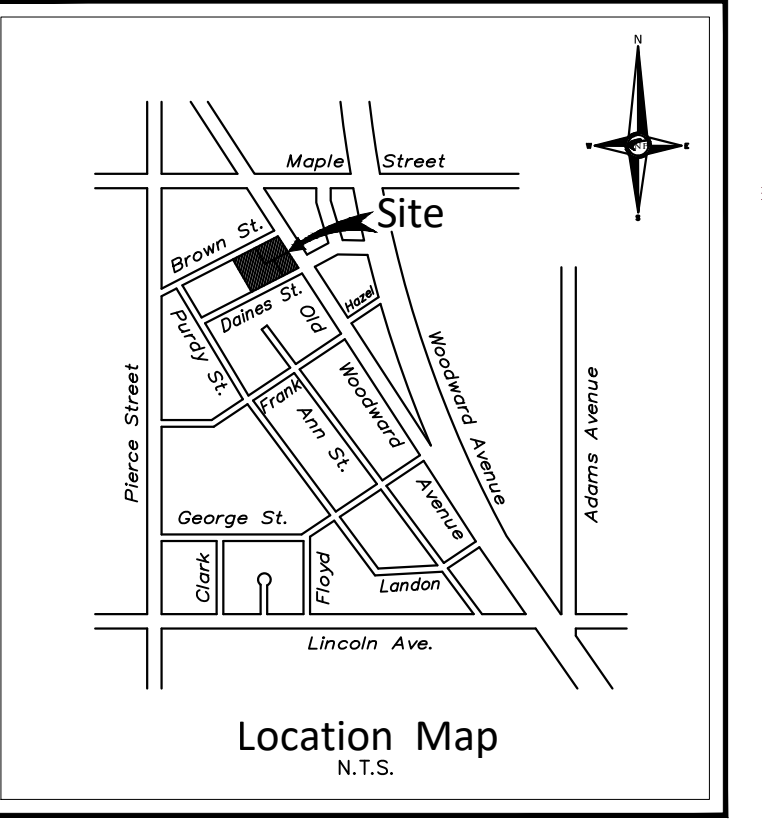 N
W
E
S
Maple Street
Site
Brown St.
Daines St.
Hazel
Old
Woodward
Avenue
Purdy St.
Pierce Street
Frank
Ann St.
Woodward Avenue
Adams Avenue
George St.
Clark
Floyd
Landon
Lincoln Ave.
Location Map
N.T.S.